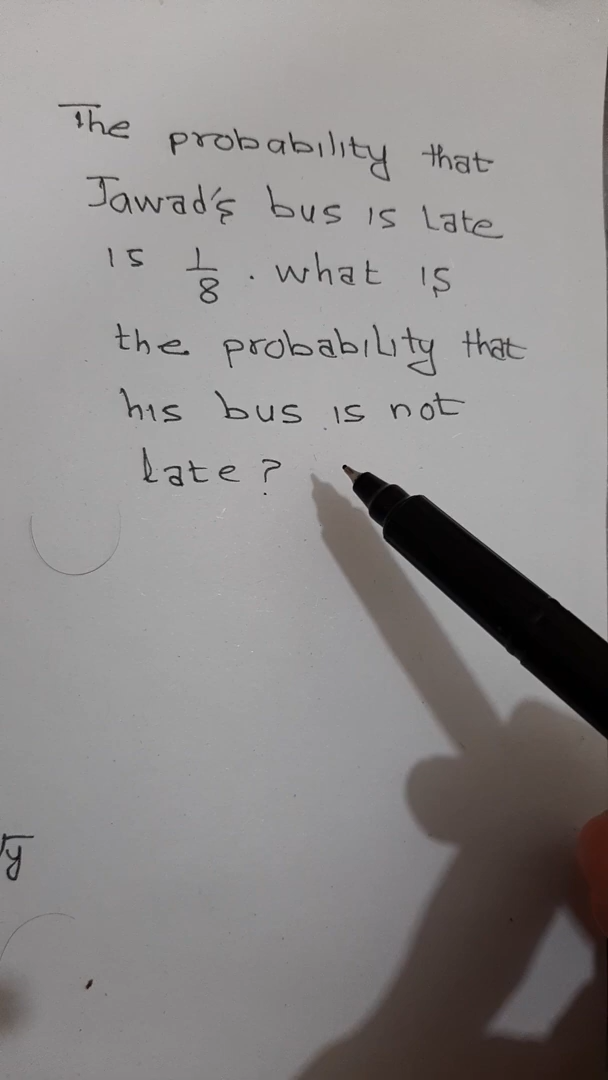 The probability that
Jawad's bus is late
is 1/8. what is
the probability that
his bus is not
late?
√y